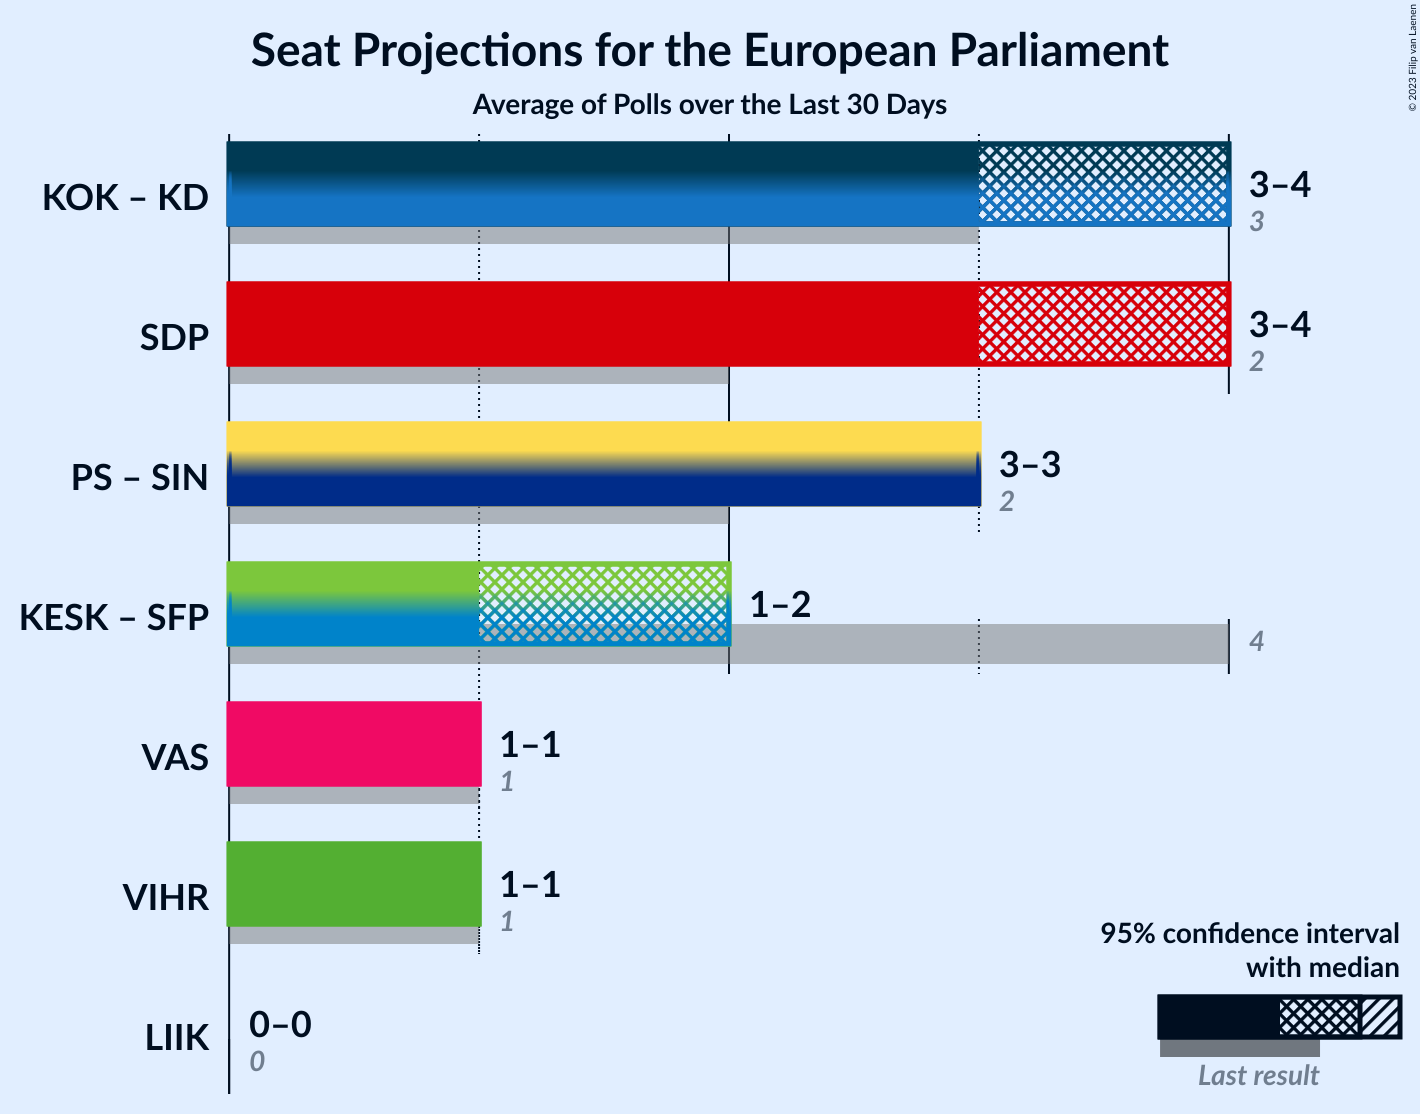 Seat Projections for the European Parliament
Average of Polls over the Last 30 Days
© 2023 Filip van Laenen
KOK – KD
3–4
3
SDP
3–4
2
PS – SIN
3–3
2
KESK – SFP
1–2
4
VAS
1–1
1
VIHR
1–1
1
LIIK
0–0
0
95% confidence interval
with median
Last result